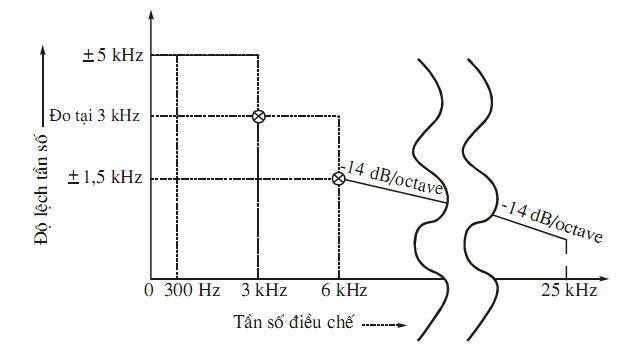 ± 5 kHz
Đo tại 3 kHz
± 1,5 kHz
Độ lệch tần số
-14 dB/octave
-14 dB/octave
0 300 Hz 3 kHz 6 kHz 25 kHz
Tần số điều chế